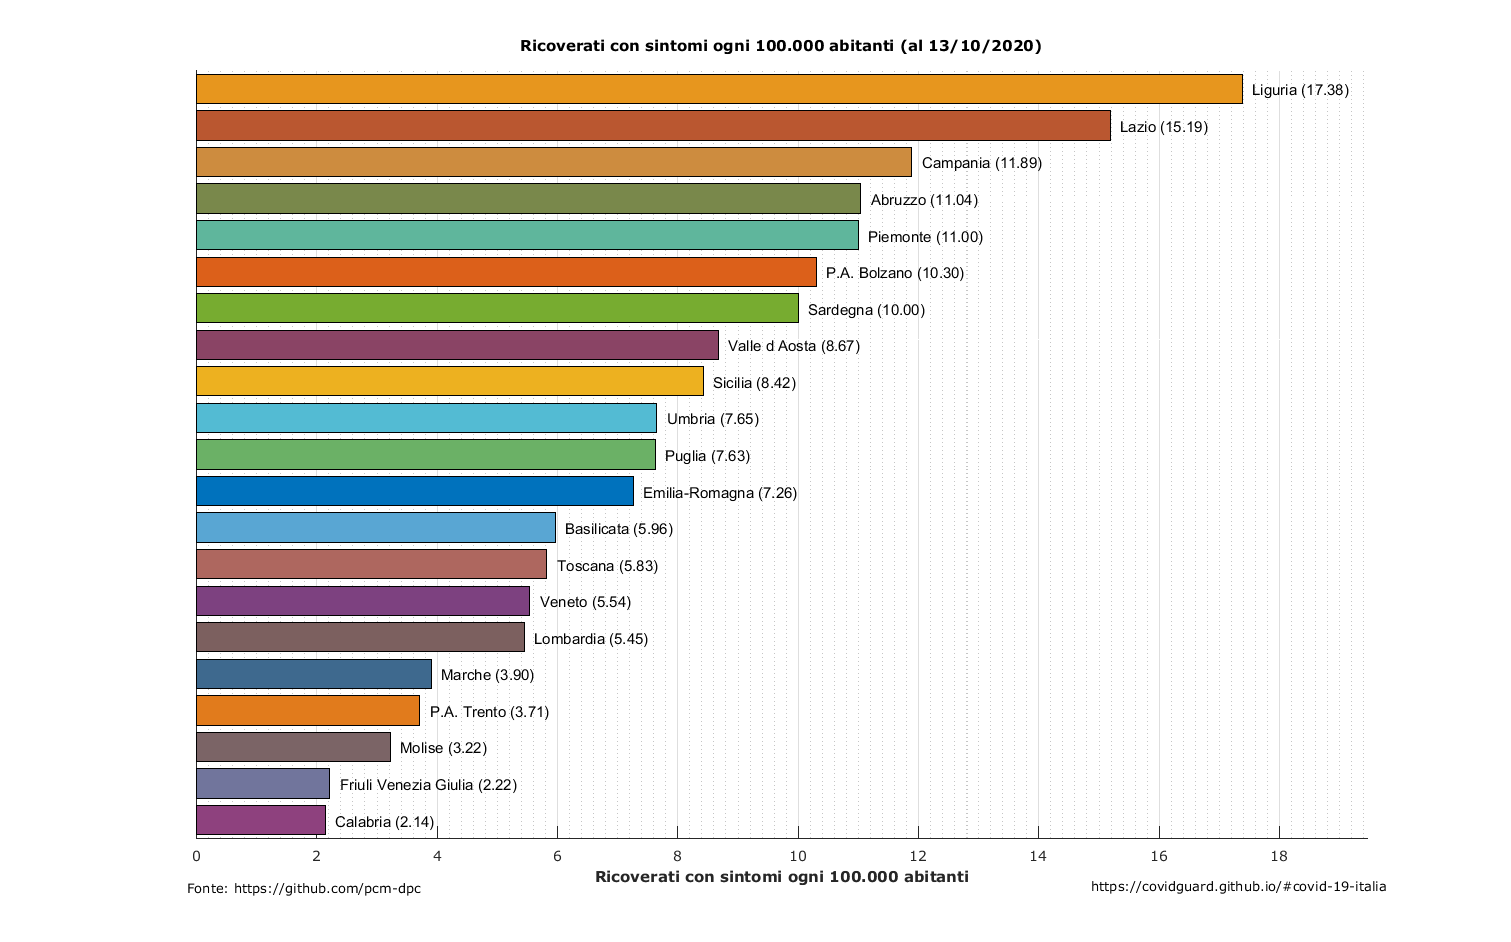 Ricoverati con sintomi ogni 100.000 abitanti (al 13/10/2020)
Liguria (17.38)
Lazio (15.19)
Campania (11.89)
Abruzzo (11.04)
Piemonte (11.00)
P.A. Bolzano (10.30)
Sardegna (10.00)
Valle d Aosta (8.67)
Sicilia (8.42)
Umbria (7.65)
Puglia (7.63)
Emilia-Romagna (7.26)
Basilicata (5.96)
Toscana (5.83)
Veneto (5.54)
Lombardia (5.45)
Marche (3.90)
P.A. Trento (3.71)
Molise (3.22)
Friuli Venezia Giulia (2.22)
Calabria (2.14)
0 2 4 6 8 10 12 14 16 18
Ricoverati con sintomi ogni 100.000 abitanti
Fonte: https://github.com/pcm-dpc
https://covidguard.github.io/#covid-19-italia